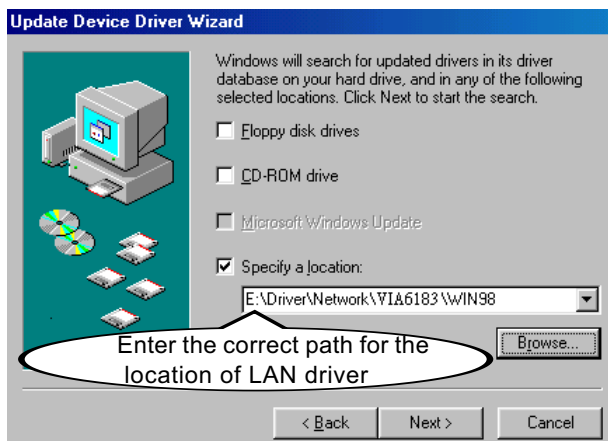 Update Device Driver Wizard
Windows will search for updated drivers in its driver
database on your hard drive, and in any of the following
selected locations. Click Next to start the search.
Floppy disk drives
CD-ROM drive
Microsoft Windows Update
Specify a location:
E:\Driver\Network\VIA6183\WIN98
Enter the correct path for the
location of LAN driver
Browse...
< Back
Next >
Cancel